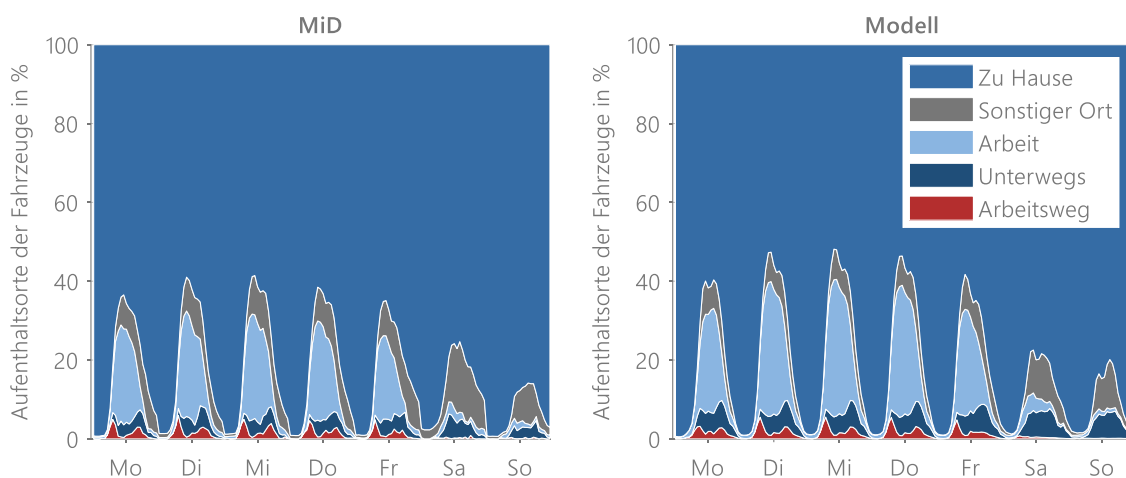 MiD
Aufenthaltsorte der Fahrzeuge in %
100
80
60
40
20
0
Mo Di Mi Do Fr Sa So
Modell
Aufenthaltsorte der Fahrzeuge in %
100
80
60
40
20
0
Mo Di Mi Do Fr Sa So
Zu Hause
Sonstiger Ort
Arbeit
Unterwegs
Arbeitsweg